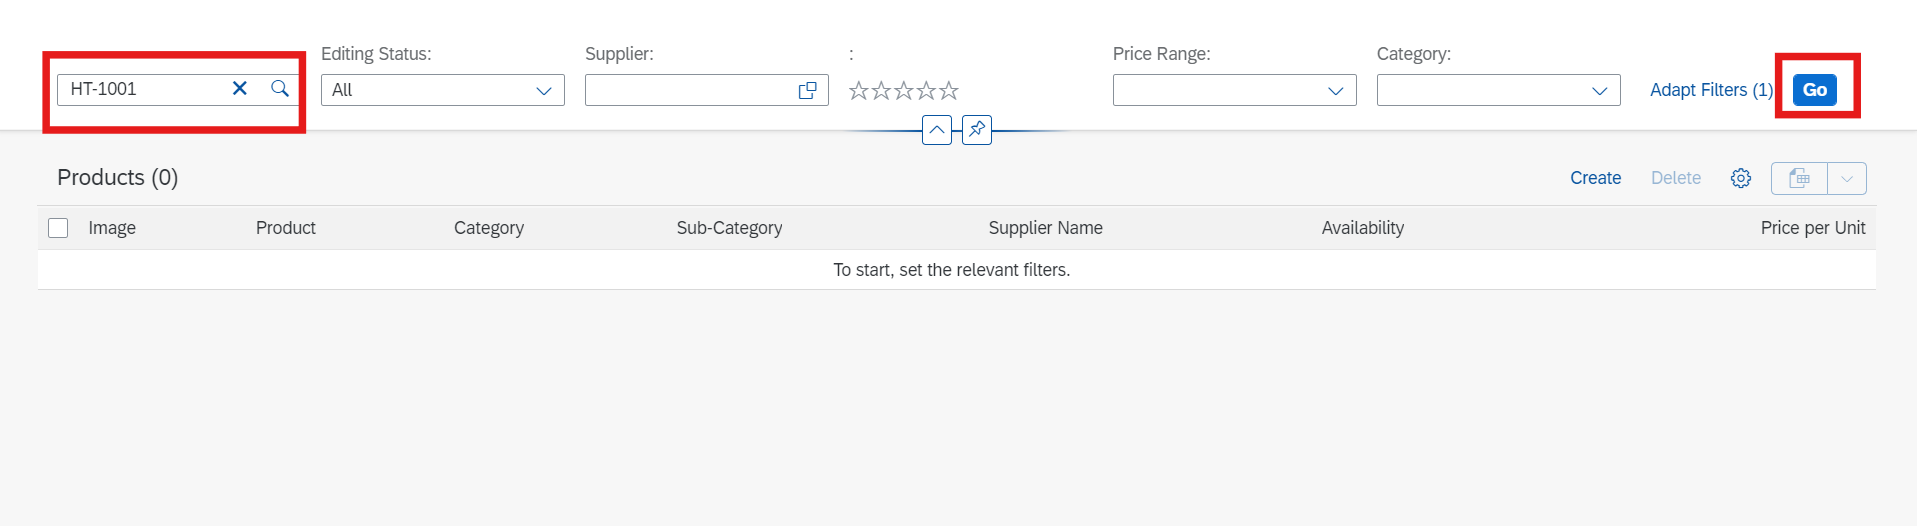 Editing Status: Supplier: : Price Range: Category:
HT-1001 All Adapt Filters (1) Go
Products (0) Create Delete
Image Product Category Sub-Category Supplier Name Availability Price per Unit
To start, set the relevant filters.